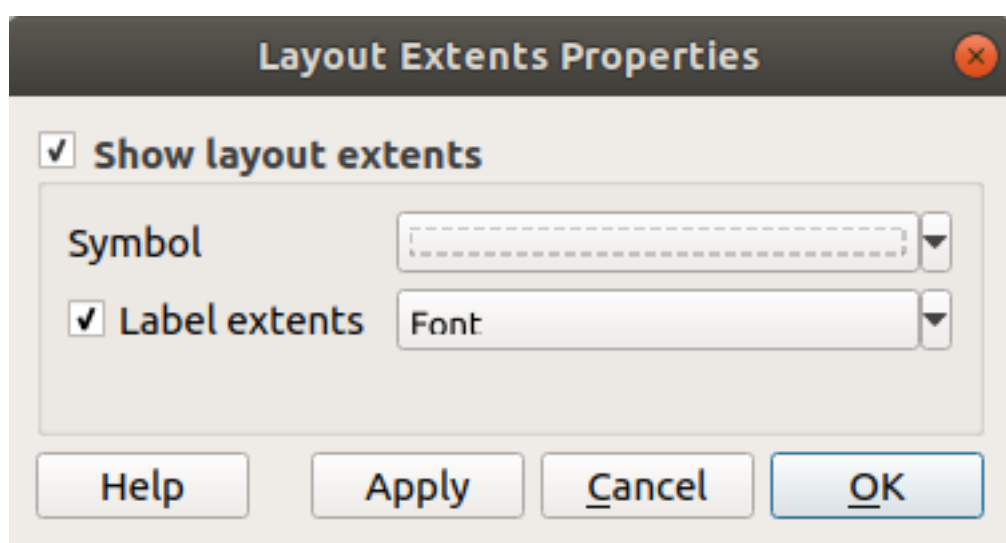 Layout Extents Properties
Show layout extents
Symbol
Label extents Font
Help Apply Cancel OK